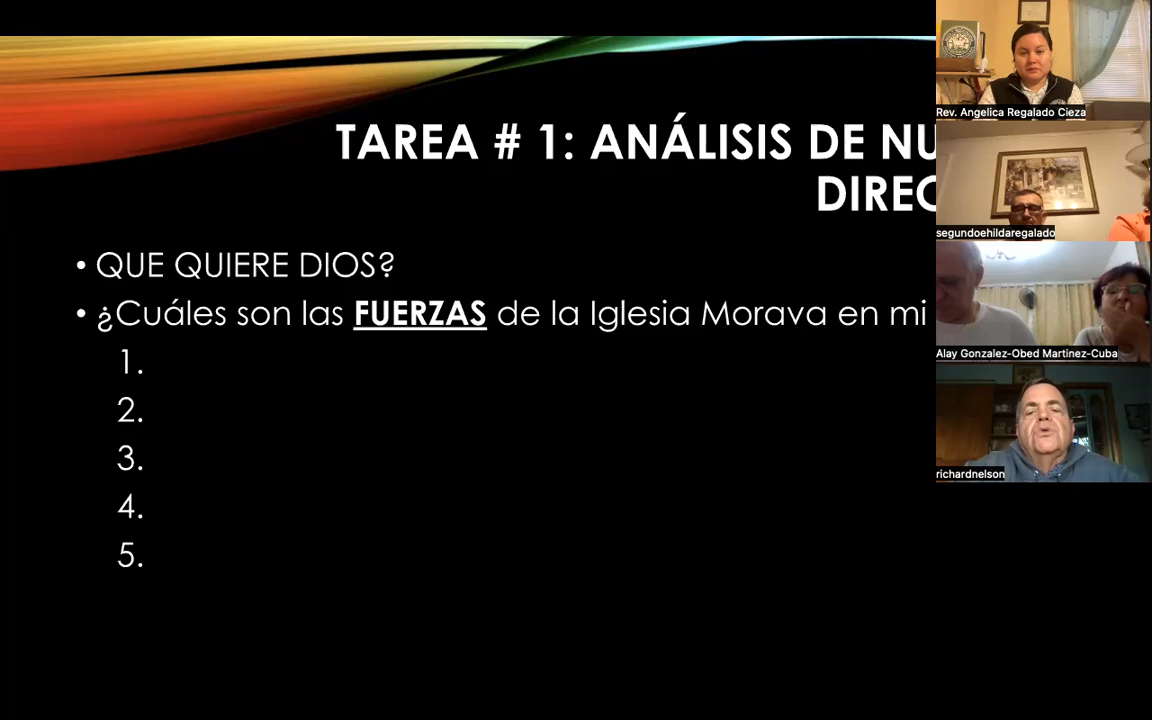 TAREA # 1: ANÁLISIS DE NU
DIREC
• QUE QUIERE DIOS?
• ¿Cuáles son las FUERZAS de la Iglesia Morava en mi
1.
2.
3.
4.
5.
Rev. Angelica Regalado Cieza
segundoehildaregalado
Alay Gonzalez-Obed Martinez-Cuba
richardnelson